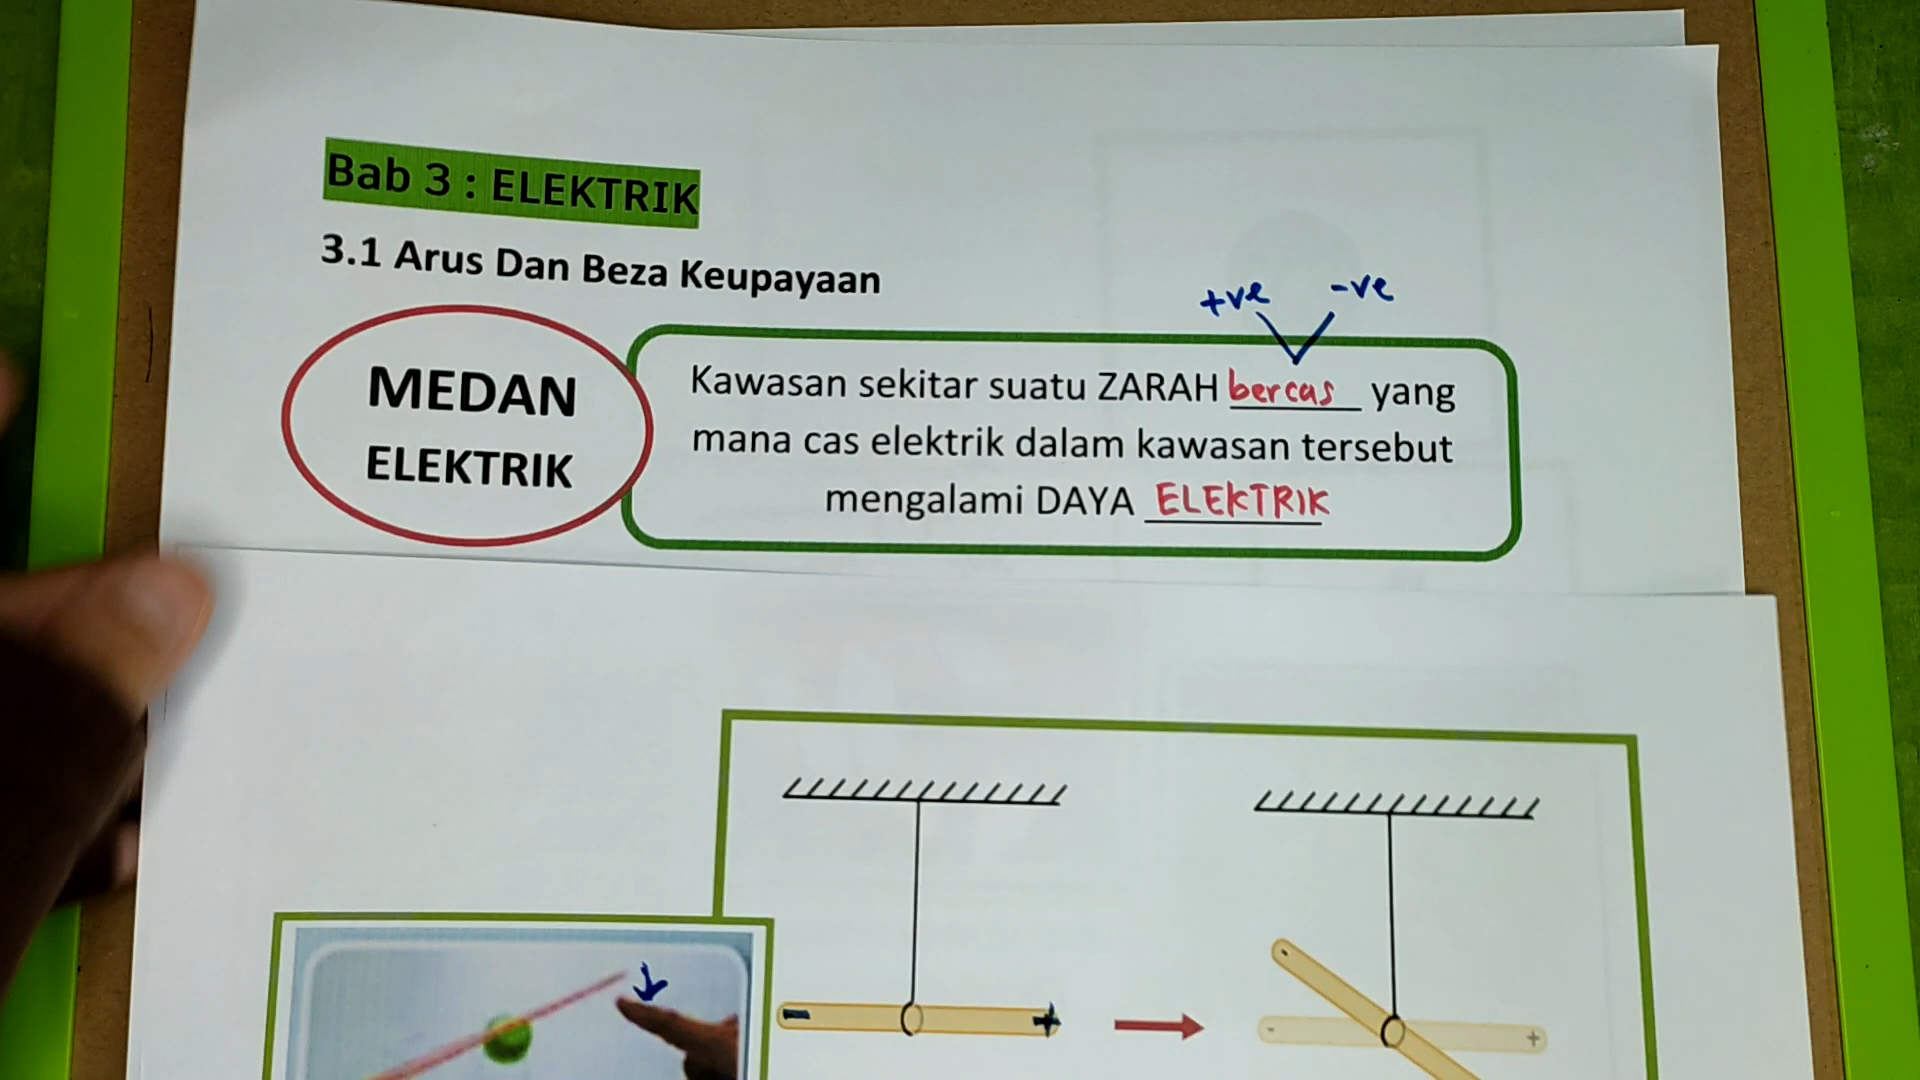 Bab 3 : ELEKTRIK
3.1 Arus Dan Beza Keupayaan
+ve -ve
MEDAN
ELEKTRIK
Kawasan sekitar suatu ZARAH bercas yang
mana cas elektrik dalam kawasan tersebut
mengalami DAYA ELEKTRIK
- +
- - +